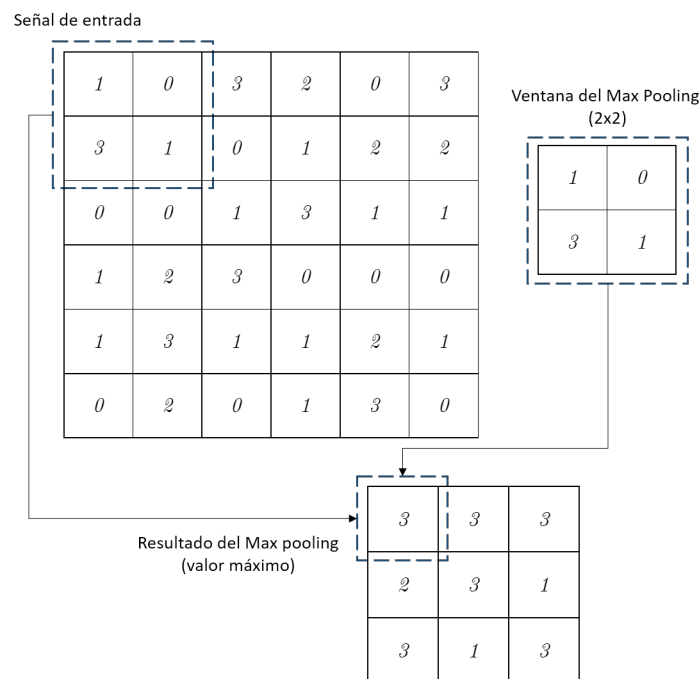 Señal de entrada
1 0 3 2 0 3
3 1 0 1 2 2
0 0 1 3 1 1
1 2 3 0 0 0
1 3 1 1 2 1
0 2 0 1 3 0
Ventana del Max Pooling
(2x2)
1 0
3 1
Resultado del Max pooling
(valor máximo)
3 3 3
2 3 1
3 1 3